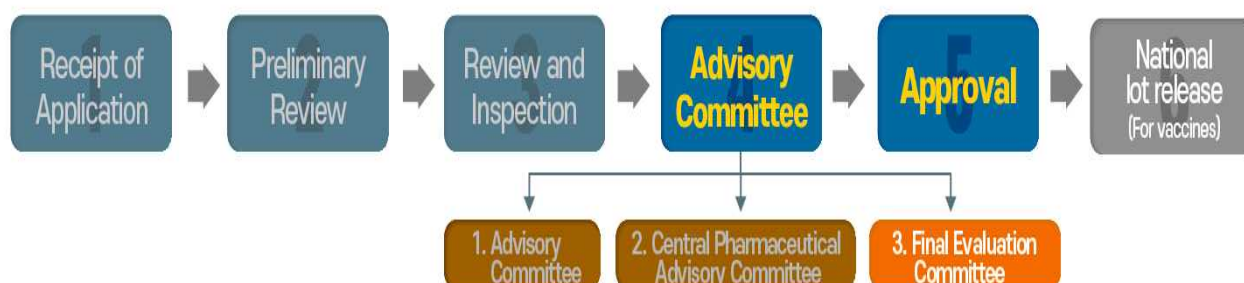 1
Receipt of
Application
2
Preliminary
Review
3
Review and
Inspection
4
Advisory
Committee
5
Approval
6
National
lot release
(For vaccines)
1. Advisory
Committee
2. Central Pharmaceutical
Advisory Committee
3. Final Evaluation
Committee